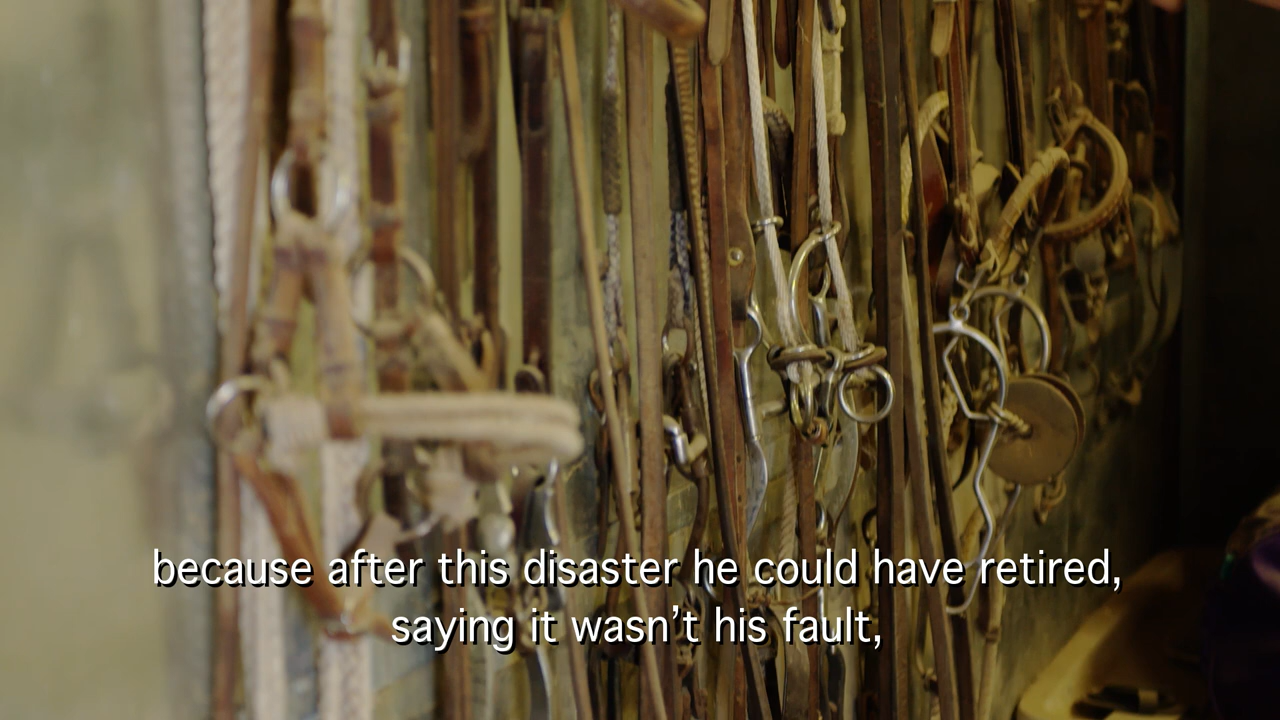 because after this disaster he could have retired,
saying it wasn’t his fault,